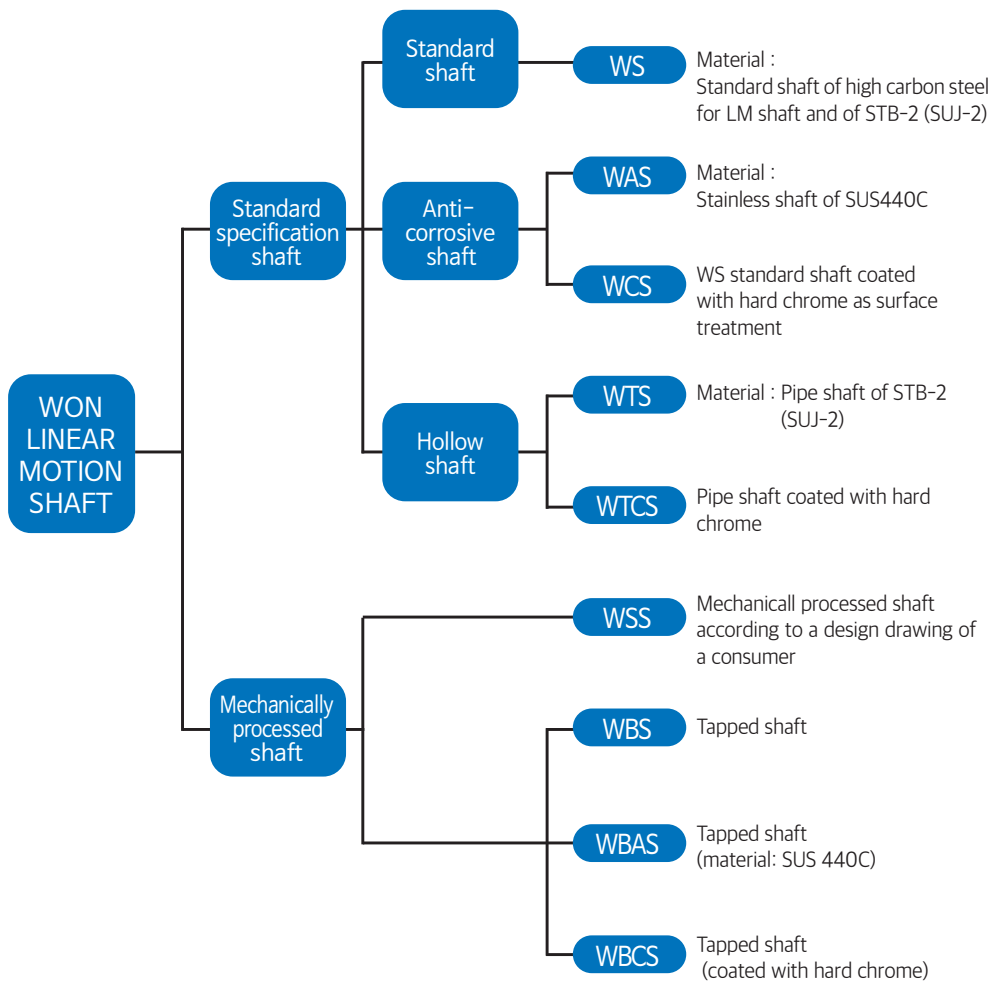 Standard
shaft
WS
Material :
Standard shaft of high carbon steel
for LM shaft and of STB-2 (SUJ-2)
WAS
Material :
Stainless shaft of SUS440C
Standard
specification
shaft
Anti-
corrosive
shaft
WCS
WS standard shaft coated
with hard chrome as surface
treatment
WON
LINEAR
MOTION
SHAFT
WTS
Material : Pipe shaft of STB-2
(SUJ-2)
Hollow
shaft
WTCS
Pipe shaft coated with hard
chrome
WSS
Mechanicall processed shaft
according to a design drawing of
a consumer
Mechanically
processed
shaft
WBS
Tapped shaft
WBAS
Tapped shaft
(material: SUS 440C)
WBCS
Tapped shaft
(coated with hard chrome)